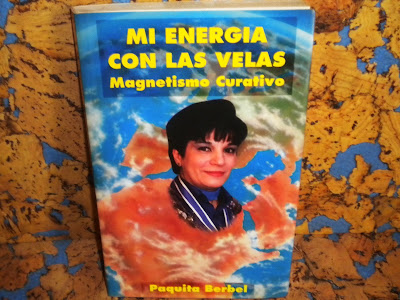 MI ENERGIA
CON LAS VELAS
Magnetismo Curativo
Paquita Berbel